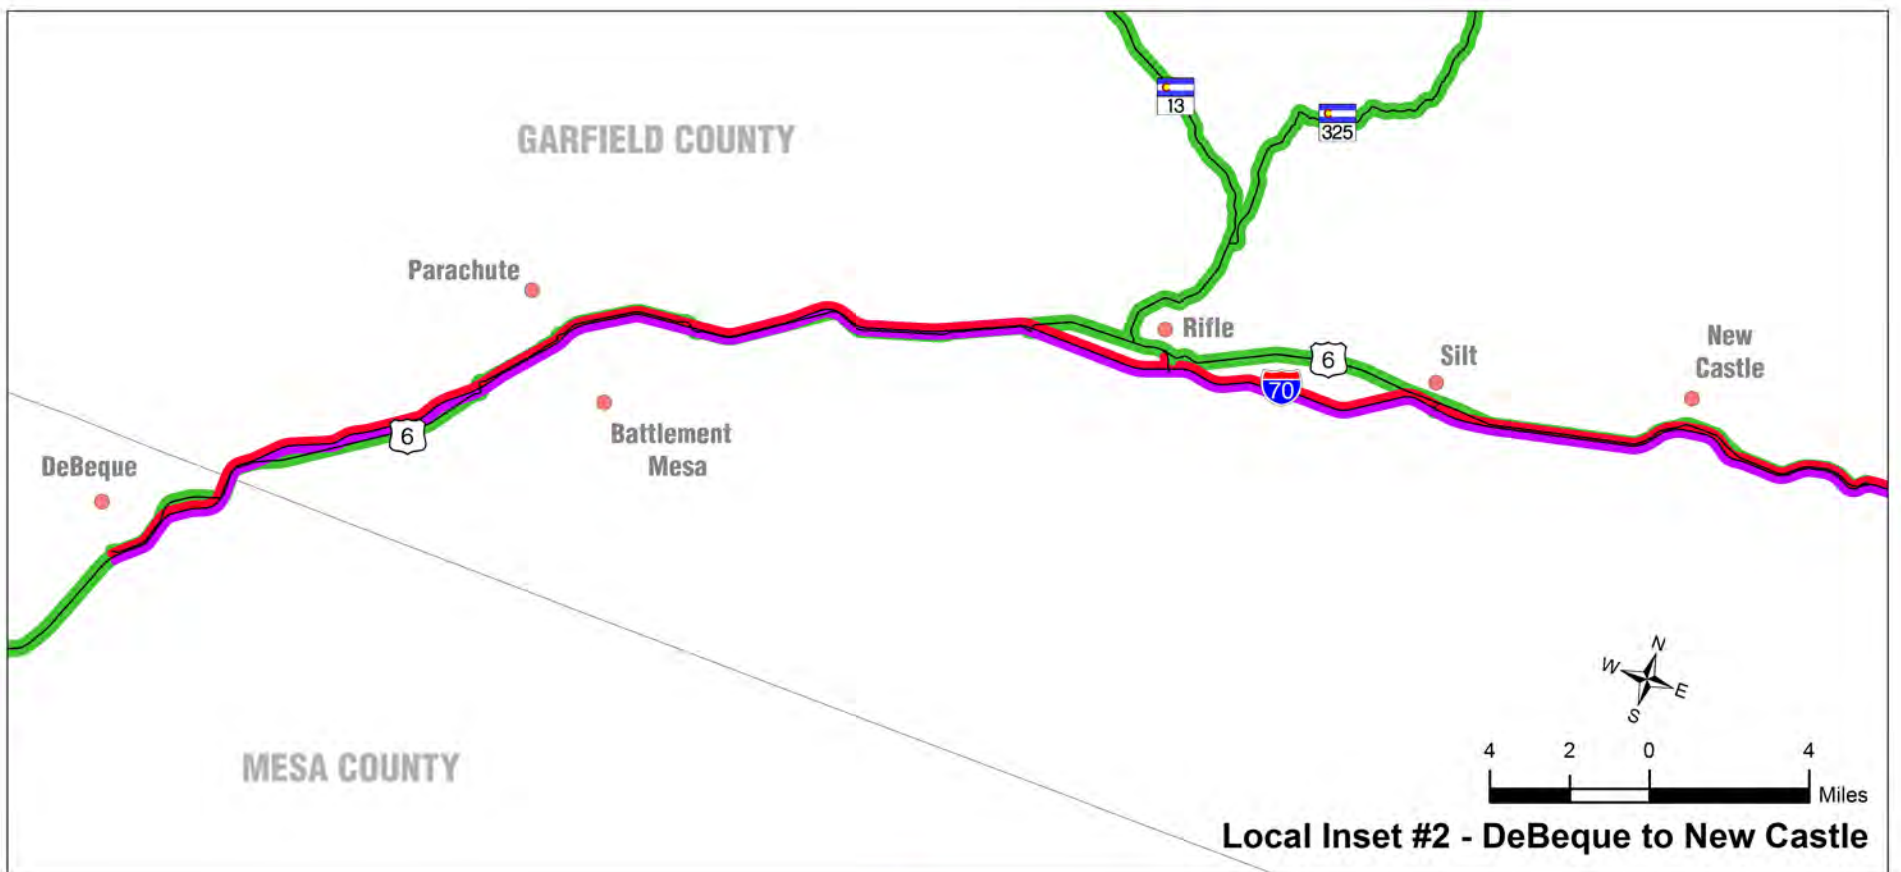 13
325
GARFIELD COUNTY
Parachute
Rifle
6
Silt
New
Castle
70
6
Battlement
Mesa
DeBeque
N
W
E
S
MESA COUNTY
4 2 0 4
Miles
Local Inset #2 - DeBeque to New Castle